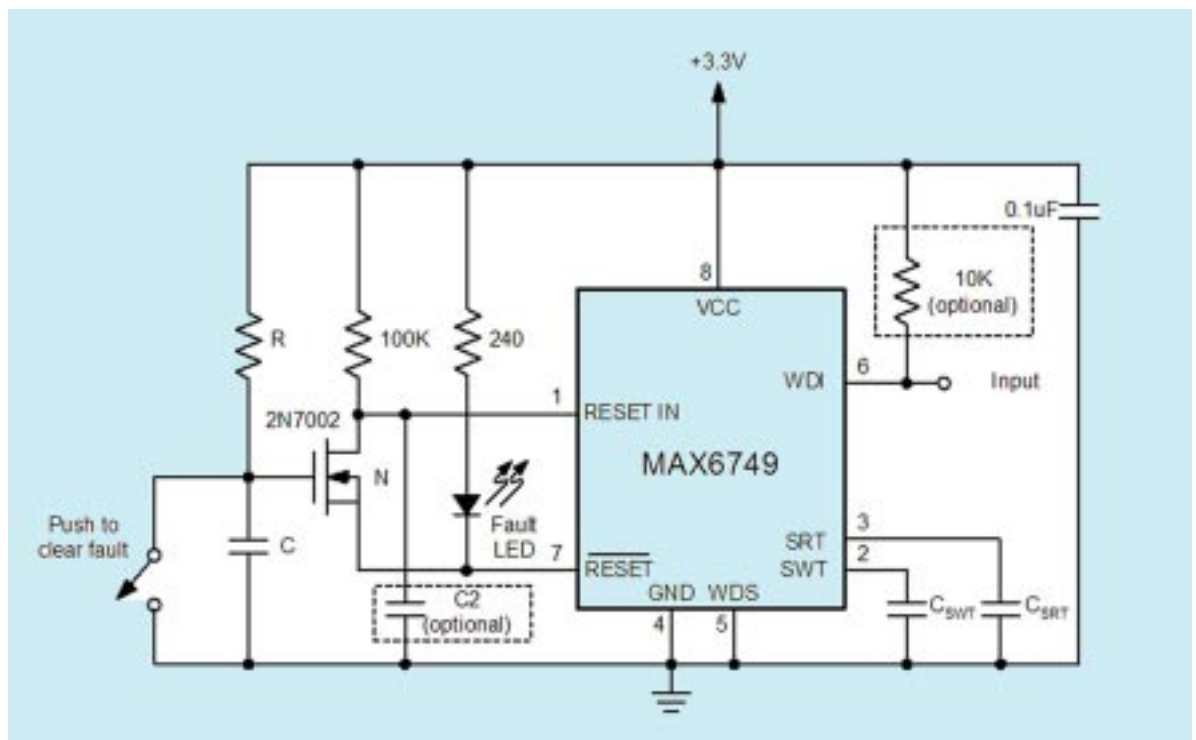 +3.3V
0.1uF
8
10K
(optional)
VCC
R
100K
240
WDI
6
Input
1
RESET IN
2N7002
N
MAX6749
Push to
clear fault
C
Fault
LED
7
RESET
SRT
3
SWT
2
C2
(optional)
GND
WDS
4
5
CSWT
CSRT